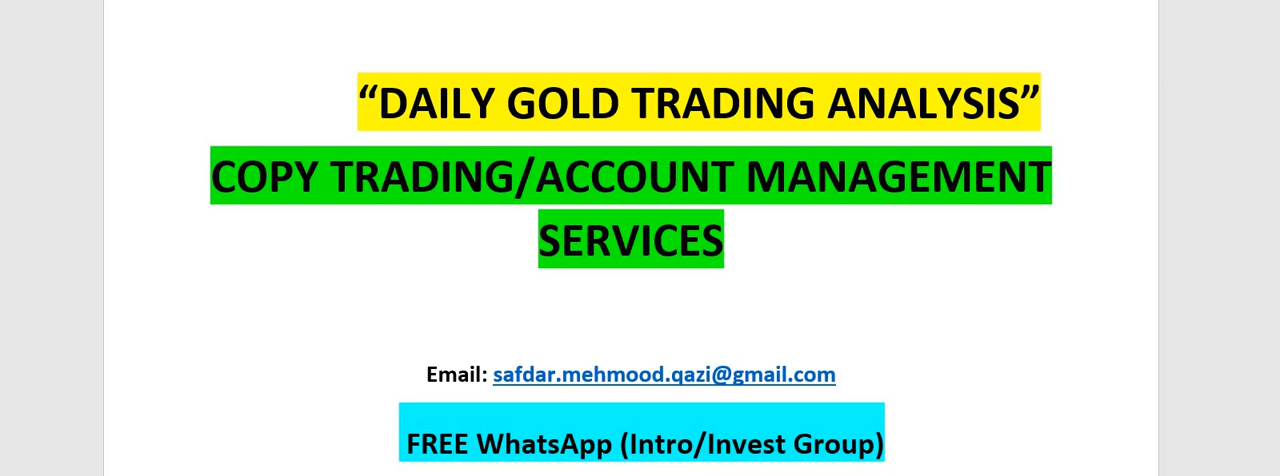 “DAILY GOLD TRADING ANALYSIS”
COPY TRADING/ACCOUNT MANAGEMENT
SERVICES
Email: safdar.mehmood.qazi@gmail.com
FREE WhatsApp (Intro/Invest Group)